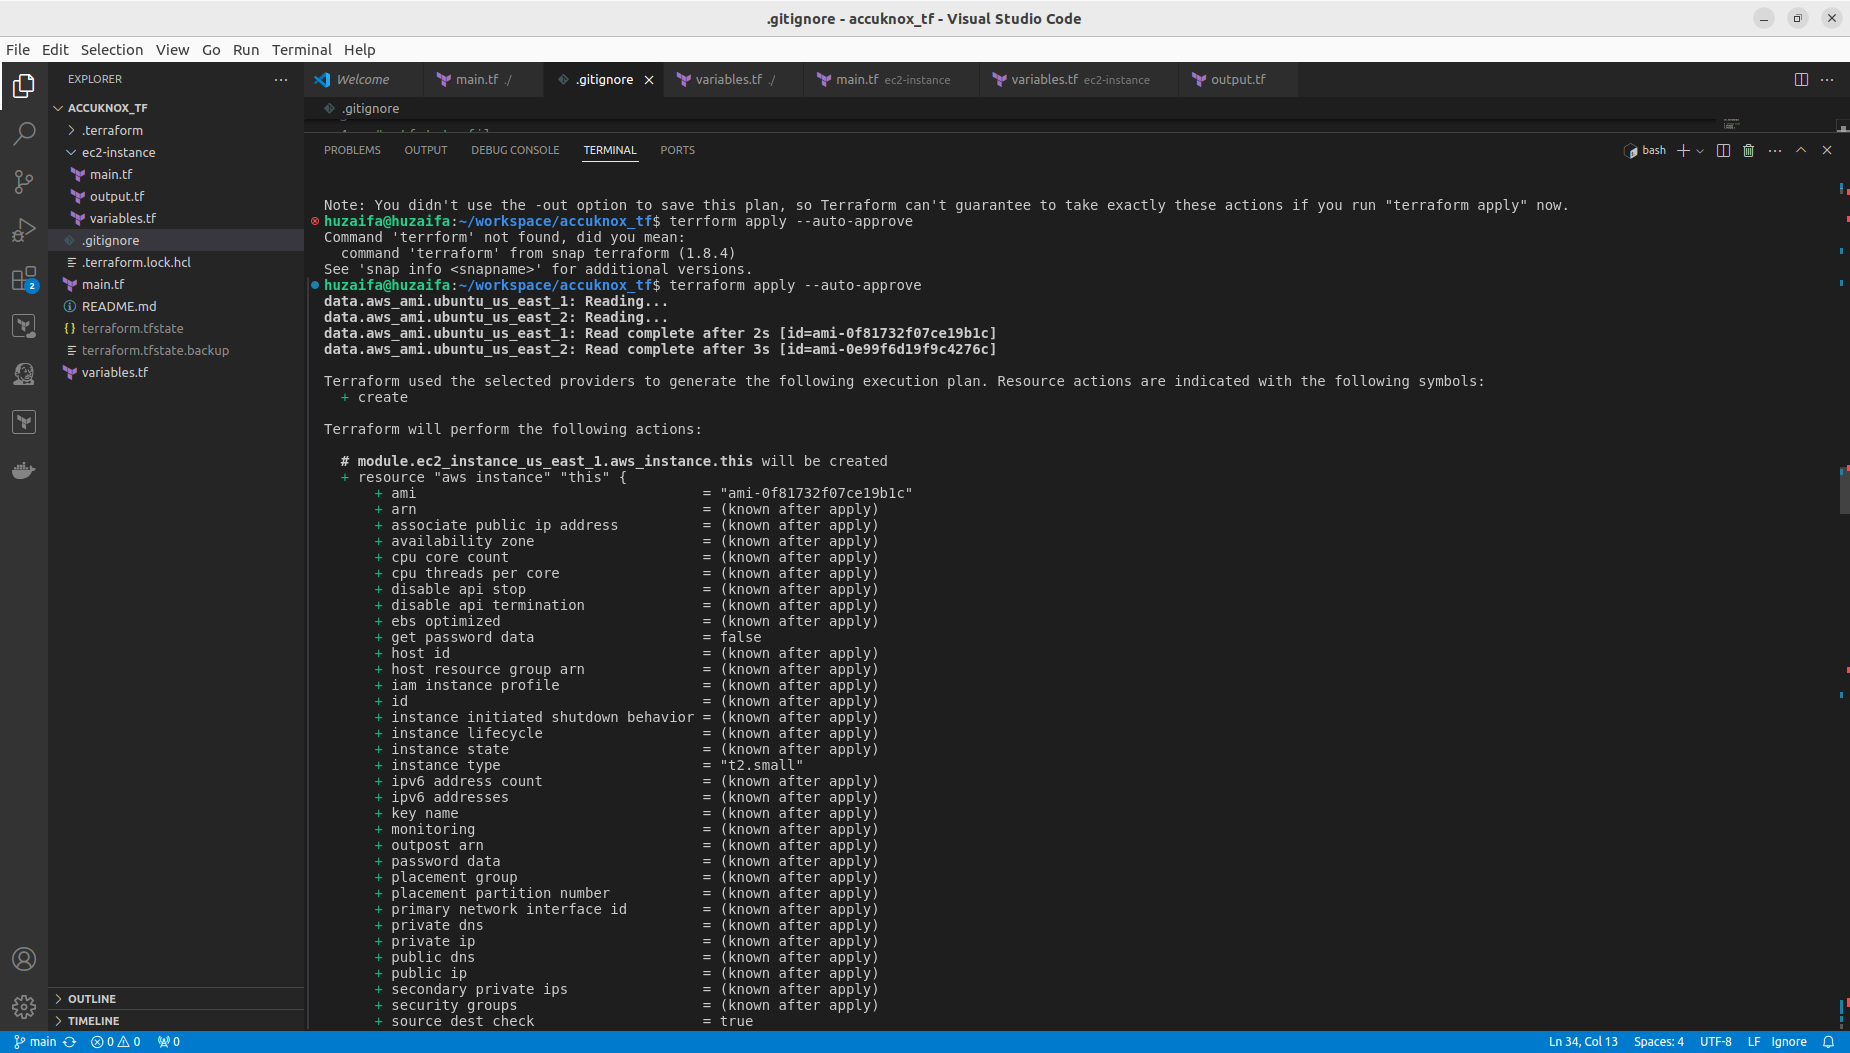 .gitignore - accuknox_tf - Visual Studio Code
File Edit Selection View Go Run Terminal Help
EXPLORER
ACCUKNOX_TF
.terraform
ec2-instance
main.tf
output.tf
variables.tf
.gitignore
.terraform.lock.hcl
main.tf
README.md
terraform.tfstate
terraform.tfstate.backup
variables.tf
OUTLINE
TIMELINE
2
Welcome
main.tf ./
.gitignore
variables.tf ./
main.tf ec2-instance
variables.tf ec2-instance
output.tf
.gitignore
PROBLEMS OUTPUT DEBUG CONSOLE TERMINAL PORTS
bash
Note: You didn't use the -out option to save this plan, so Terraform can't guarantee to take exactly these actions if you run "terraform apply" now.
huzaifa@huzaifa:~/workspace/accuknox_tf$ terrform apply --auto-approve
Command 'terrform' not found, did you mean:
command 'terraform' from snap terraform (1.8.4)
See 'snap info <snapname>' for additional versions.
huzaifa@huzaifa:~/workspace/accuknox_tf$ terraform apply --auto-approve
data.aws_ami.ubuntu_us_east_1: Reading...
data.aws_ami.ubuntu_us_east_2: Reading...
data.aws_ami.ubuntu_us_east_1: Read complete after 2s [id=ami-0f81732f07ce19b1c]
data.aws_ami.ubuntu_us_east_2: Read complete after 3s [id=ami-0e99f6d19f9c4276c]
Terraform used the selected providers to generate the following execution plan. Resource actions are indicated with the following symbols:
+ create
Terraform will perform the following actions:
# module.ec2_instance_us_east_1.aws_instance.this will be created
+ resource "aws instance" "this" {
+ ami = "ami-0f81732f07ce19b1c"
+ arn = (known after apply)
+ associate public ip address = (known after apply)
+ availability zone = (known after apply)
+ cpu core count = (known after apply)
+ cpu threads per core = (known after apply)
+ disable api stop = (known after apply)
+ disable api termination = (known after apply)
+ ebs optimized = (known after apply)
+ get password data = false
+ host id = (known after apply)
+ host resource group arn = (known after apply)
+ iam instance profile = (known after apply)
+ id = (known after apply)
+ instance initiated shutdown behavior = (known after apply)
+ instance lifecycle = (known after apply)
+ instance state = (known after apply)
+ instance type = "t2.small"
+ ipv6 address count = (known after apply)
+ ipv6 addresses = (known after apply)
+ key name = (known after apply)
+ monitoring = (known after apply)
+ outpost arn = (known after apply)
+ password data = (known after apply)
+ placement group = (known after apply)
+ placement partition number = (known after apply)
+ primary network interface id = (known after apply)
+ private dns = (known after apply)
+ private ip = (known after apply)
+ public dns = (known after apply)
+ public ip = (known after apply)
+ secondary private ips = (known after apply)
+ security groups = (known after apply)
+ source dest check = true
main 0 0 0
Ln 34, Col 13 Spaces: 4 UTF-8 LF Ignore